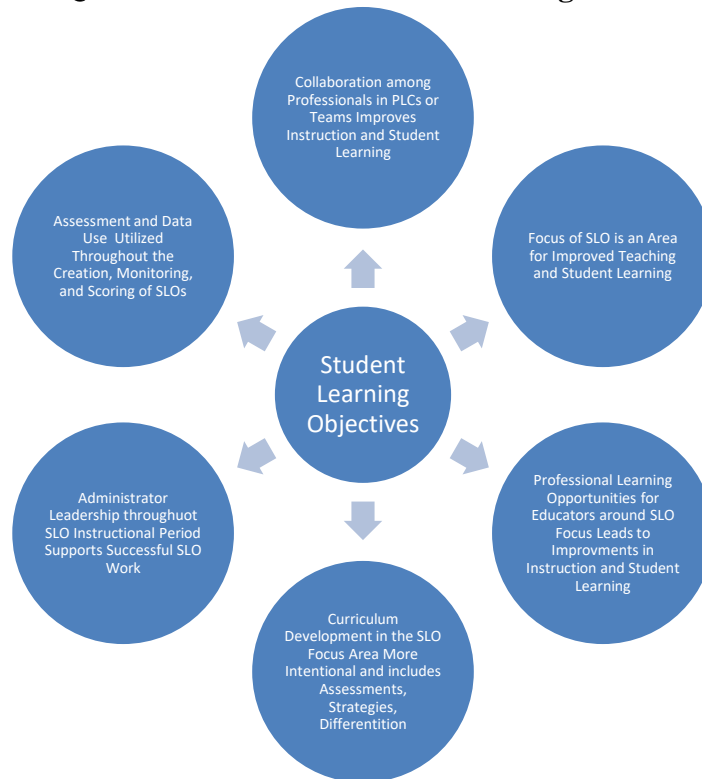 Collaboration among
Professionals in PLCs or
Teams Improves
Instruction and Student
Learning
Focus of SLO is an Area
for Improved Teaching
and Student Learning
Professional Learning
Opportunities for
Educators around SLO
Focus Leads to
Improvments in
Instruction and Student
Learning
Curriculum
Development in the SLO
Focus Area More
Intentional and includes
Assessments,
Strategies,
Differentition
Administrator
Leadership throughuot
SLO Instructional Period
Supports Successful SLO
Work
Assessment and Data
Use Utilized
Throughout the
Creation, Monitoring,
and Scoring of SLOs
Student
Learning
Objectives